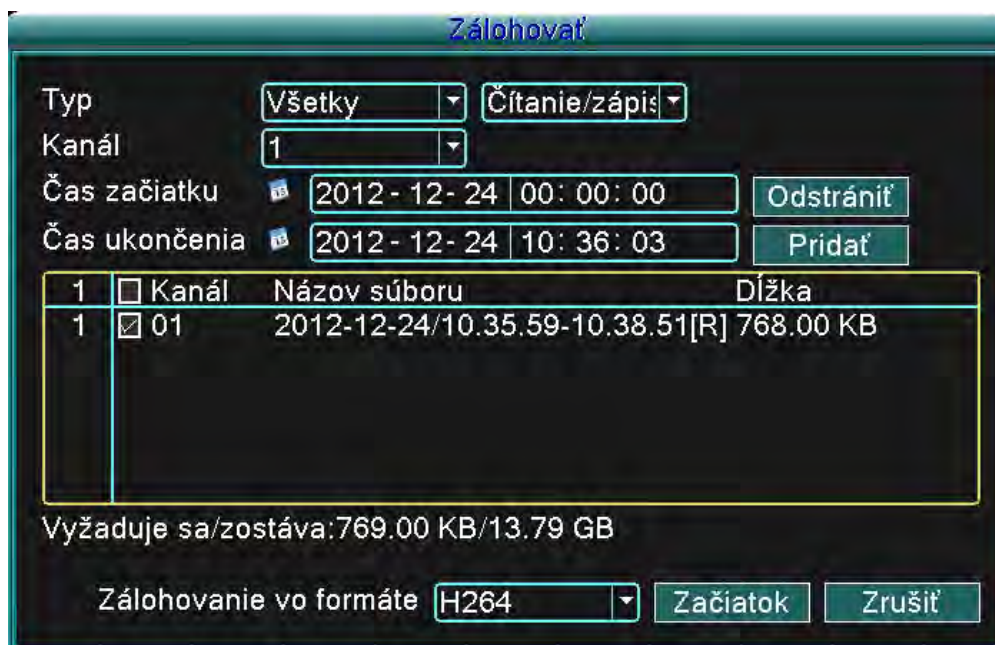 Zálohovať
Typ Všetky Čítanie/zápis
Kanál 1
Čas začiatku 2012 - 12 - 24 00 : 00 : 00 Odstrániť
Čas ukončenia 2012 - 12 - 24 10 : 36 : 03 Pridať
1 Kanál Názov súboru Dĺžka
1 01 2012-12-24/10.35.59-10.38.51[R] 768.00 KB
Vyžaduje sa/zostáva:769.00 KB/13.79 GB
Zálohovanie vo formáte H264 Začiatok Zrušiť